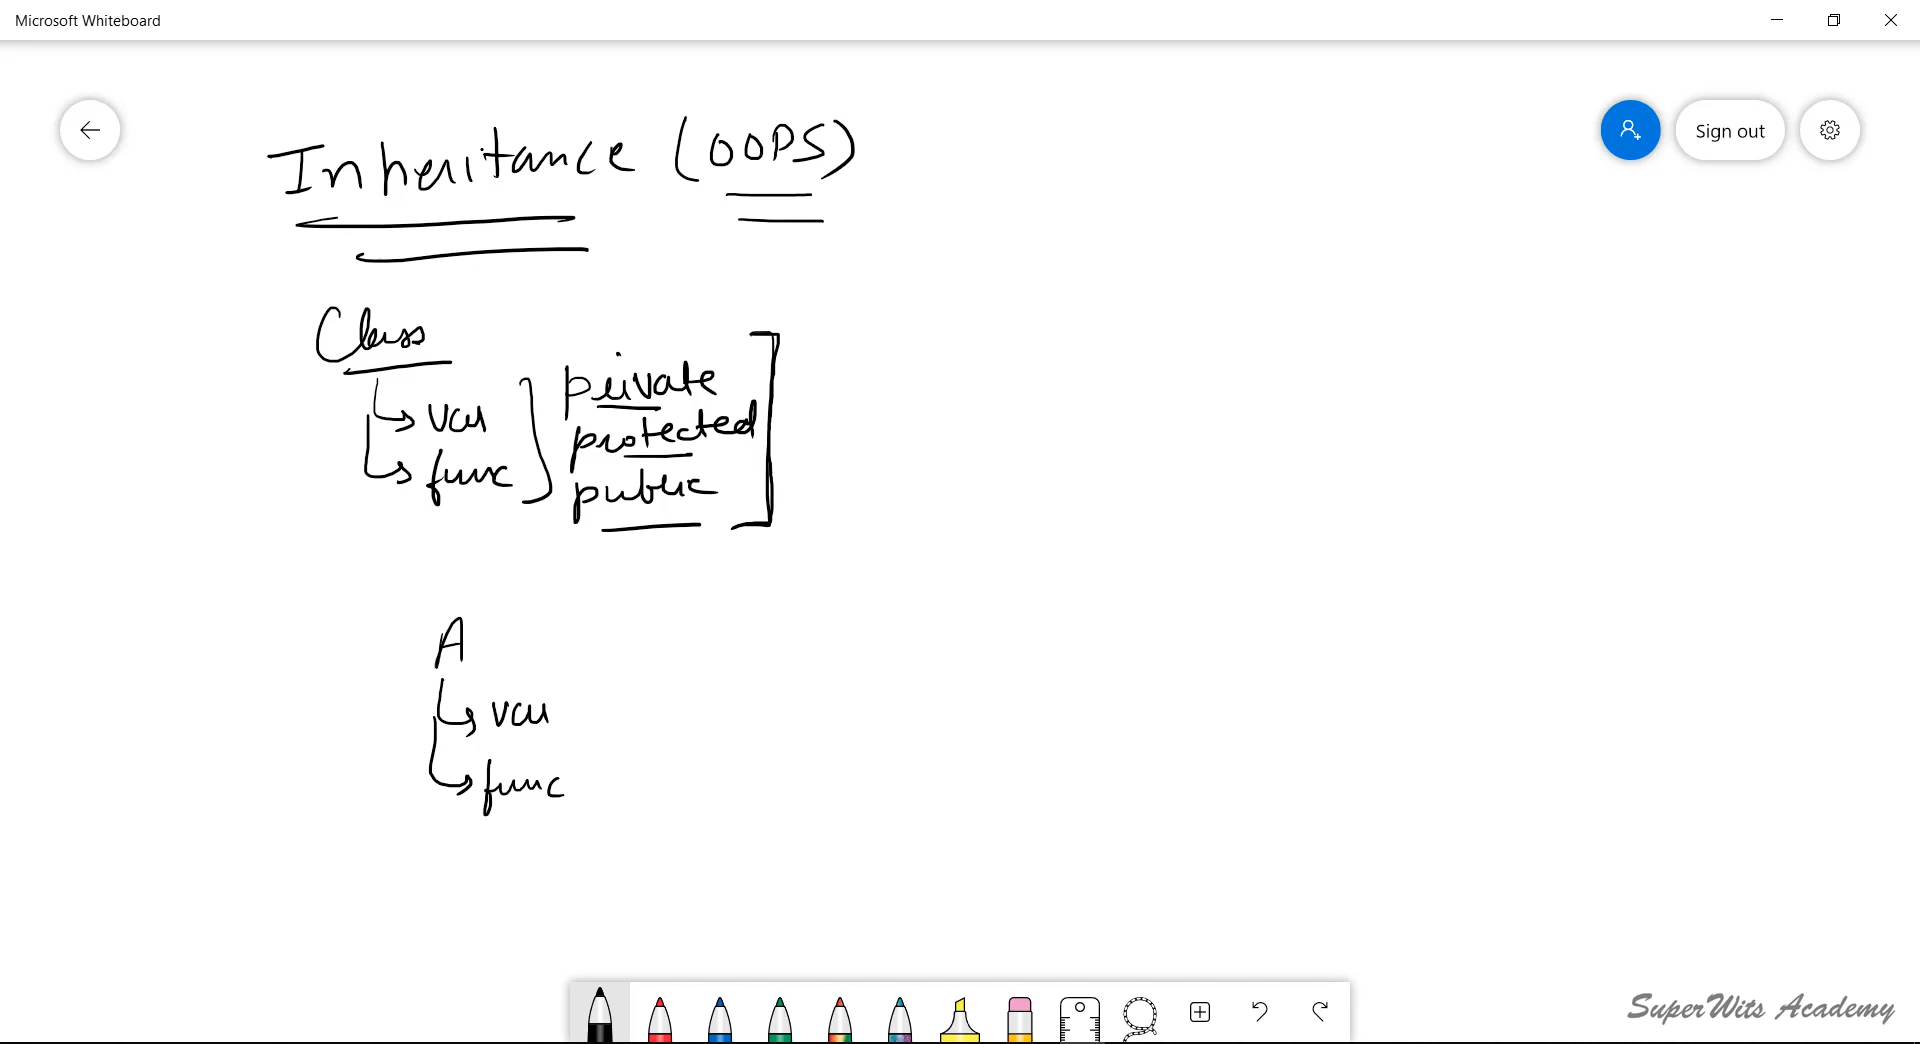 Microsoft Whiteboard
Sign out
Inheritance (OOPS)
Class
var
func
private
protected
public
A
var
func
SuperWits Academy